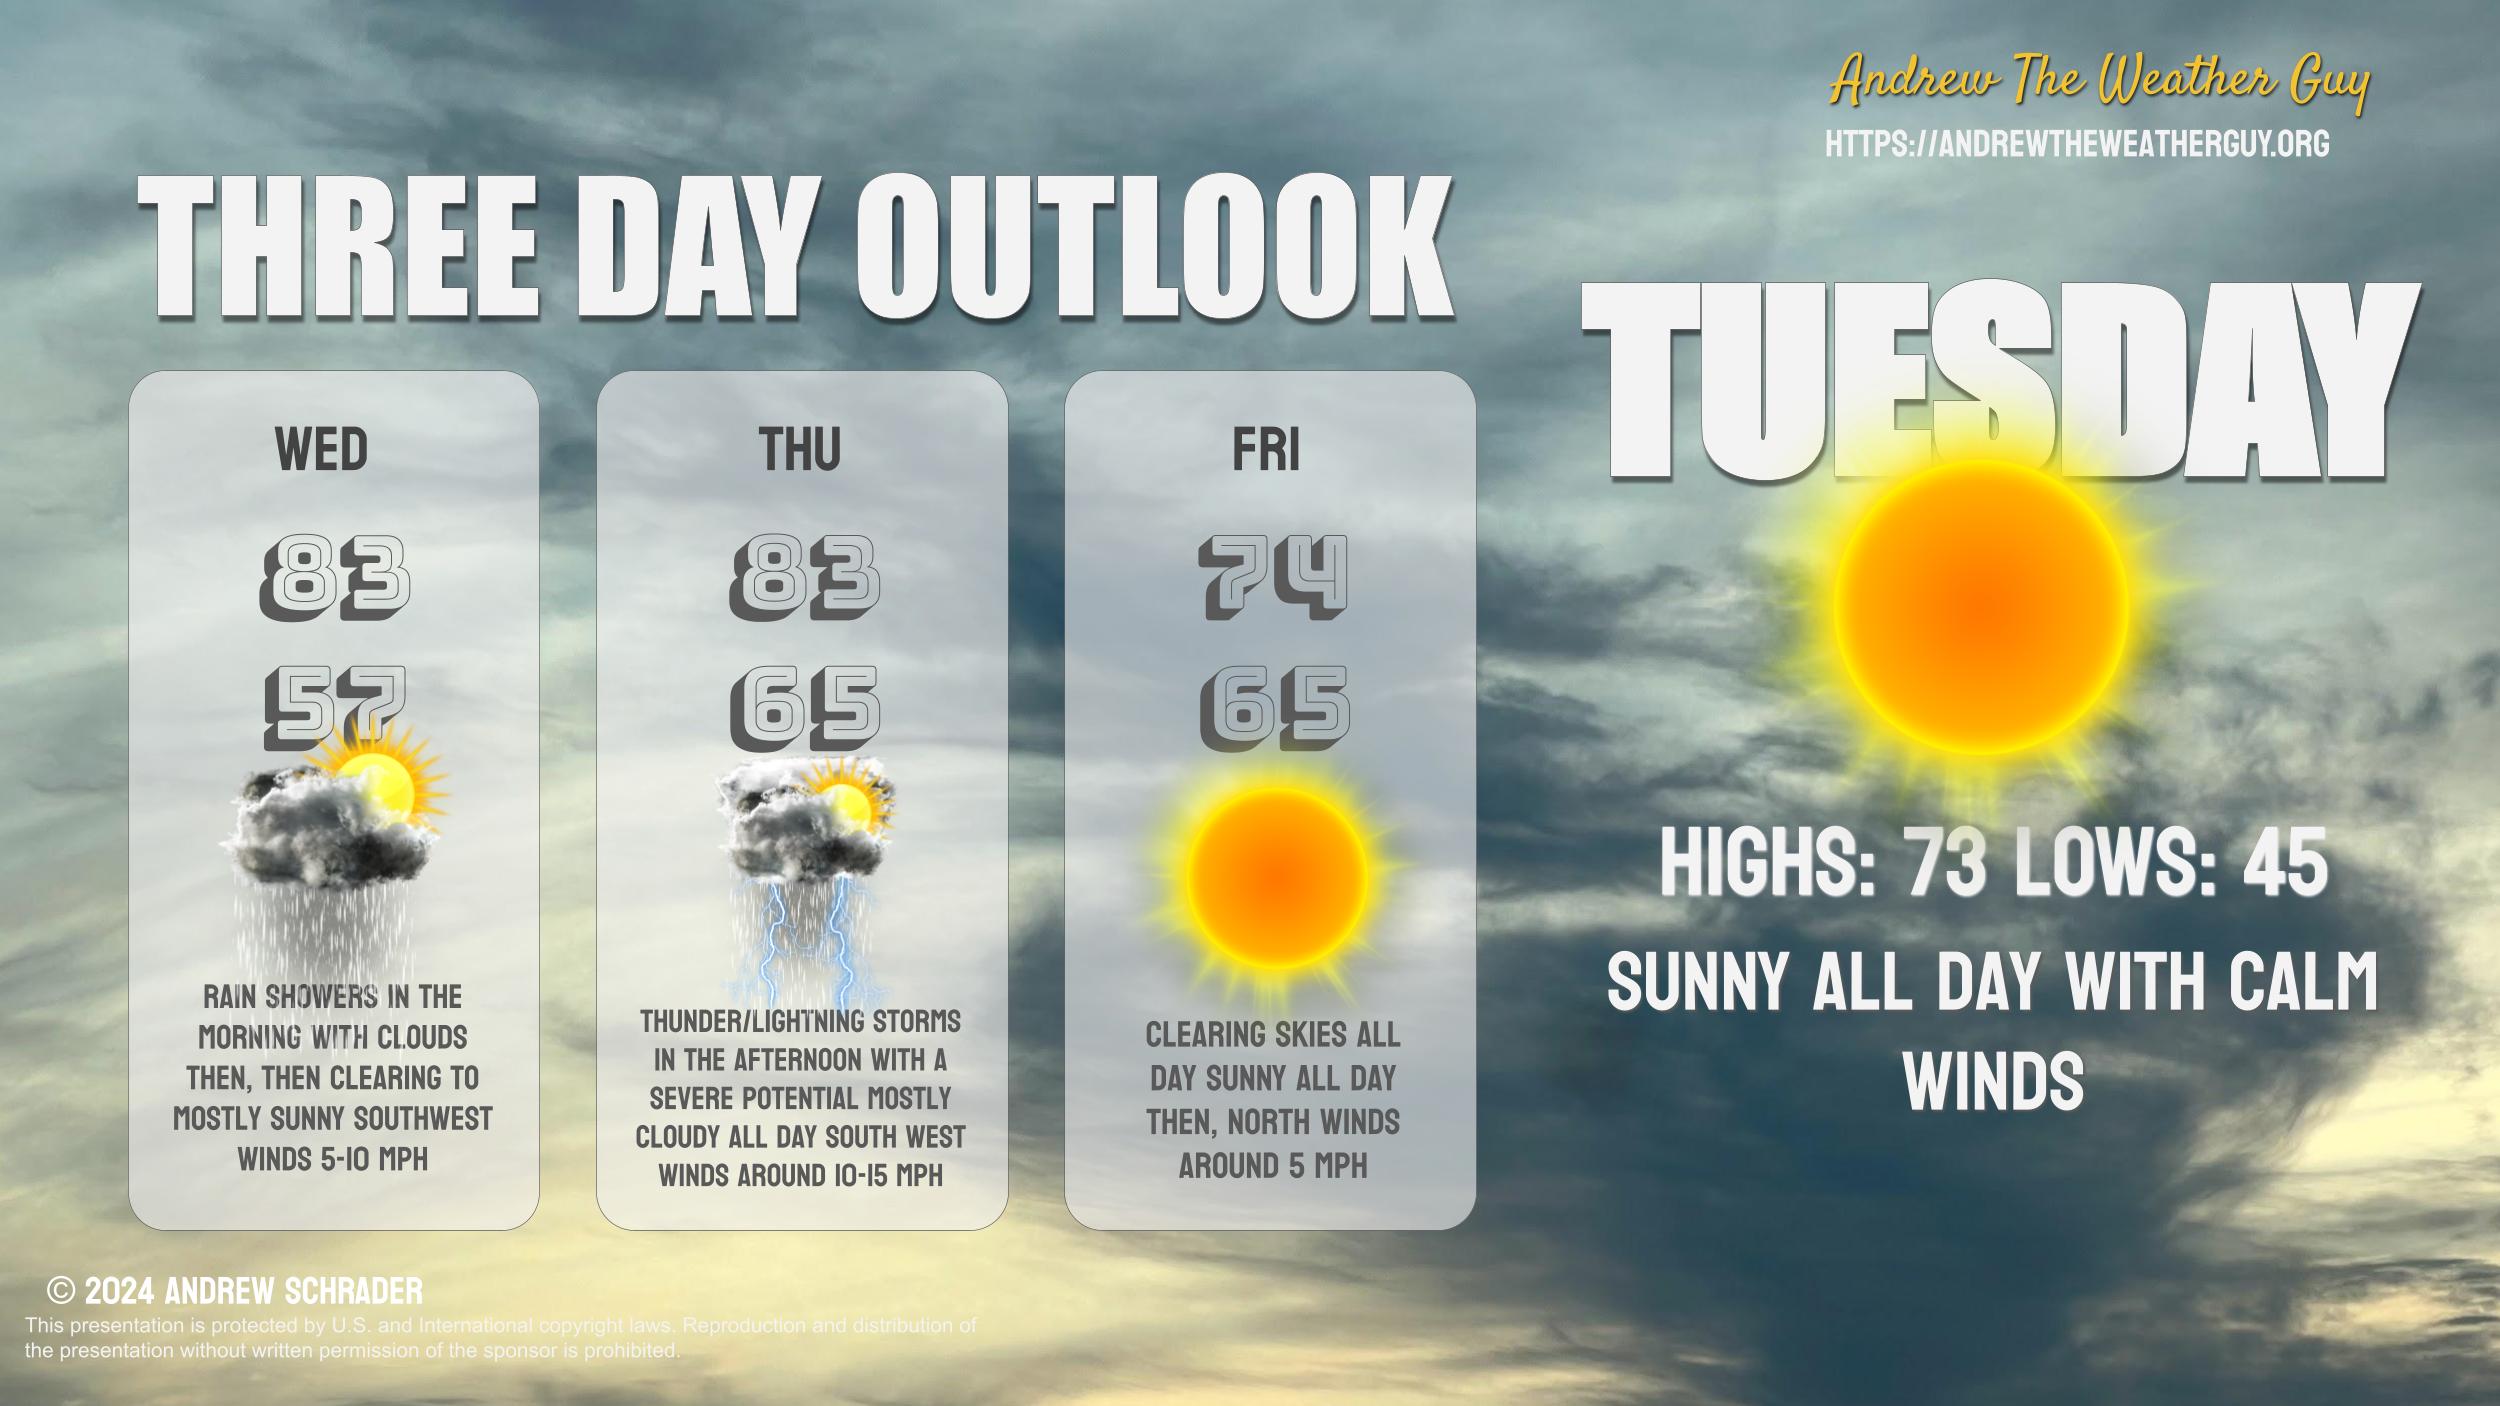 Andrew The Weather Guy
HTTPS://ANDREWTHEWEATHERGUY.ORG
THREE DAY OUTLOOK
WED
83
57
RAIN SHOWERS IN THE
MORNING WITH CLOUDS
THEN, THEN CLEARING TO
MOSTLY SUNNY SOUTHWEST
WINDS 5-10 MPH
THU
83
65
THUNDER/LIGHTNING STORMS
IN THE AFTERNOON WITH A
SEVERE POTENTIAL MOSTLY
CLOUDY ALL DAY SOUTH WEST
WINDS AROUND 10-15 MPH
FRI
74
65
CLEARING SKIES ALL
DAY SUNNY ALL DAY
THEN, NORTH WINDS
AROUND 5 MPH
TUESDAY
HIGHS: 73 LOWS: 45
SUNNY ALL DAY WITH CALM
WINDS
© 2024 ANDREW SCHRADER
This presentation is protected by U.S. and International copyright laws. Reproduction and distribution of
the presentation without written permission of the sponsor is prohibited.